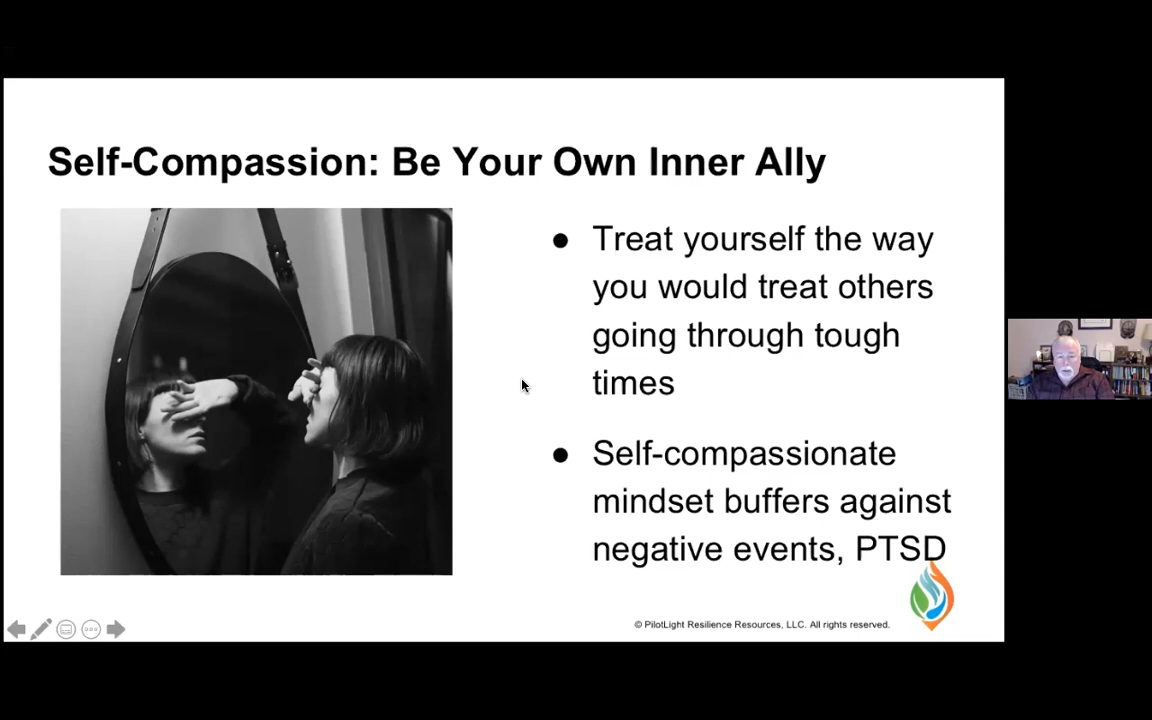 Self-Compassion: Be Your Own Inner Ally
● Treat yourself the way
you would treat others
going through tough
times
● Self-compassionate
mindset buffers against
negative events, PTSD
© PilotLight Resilience Resources, LLC. All rights reserved.